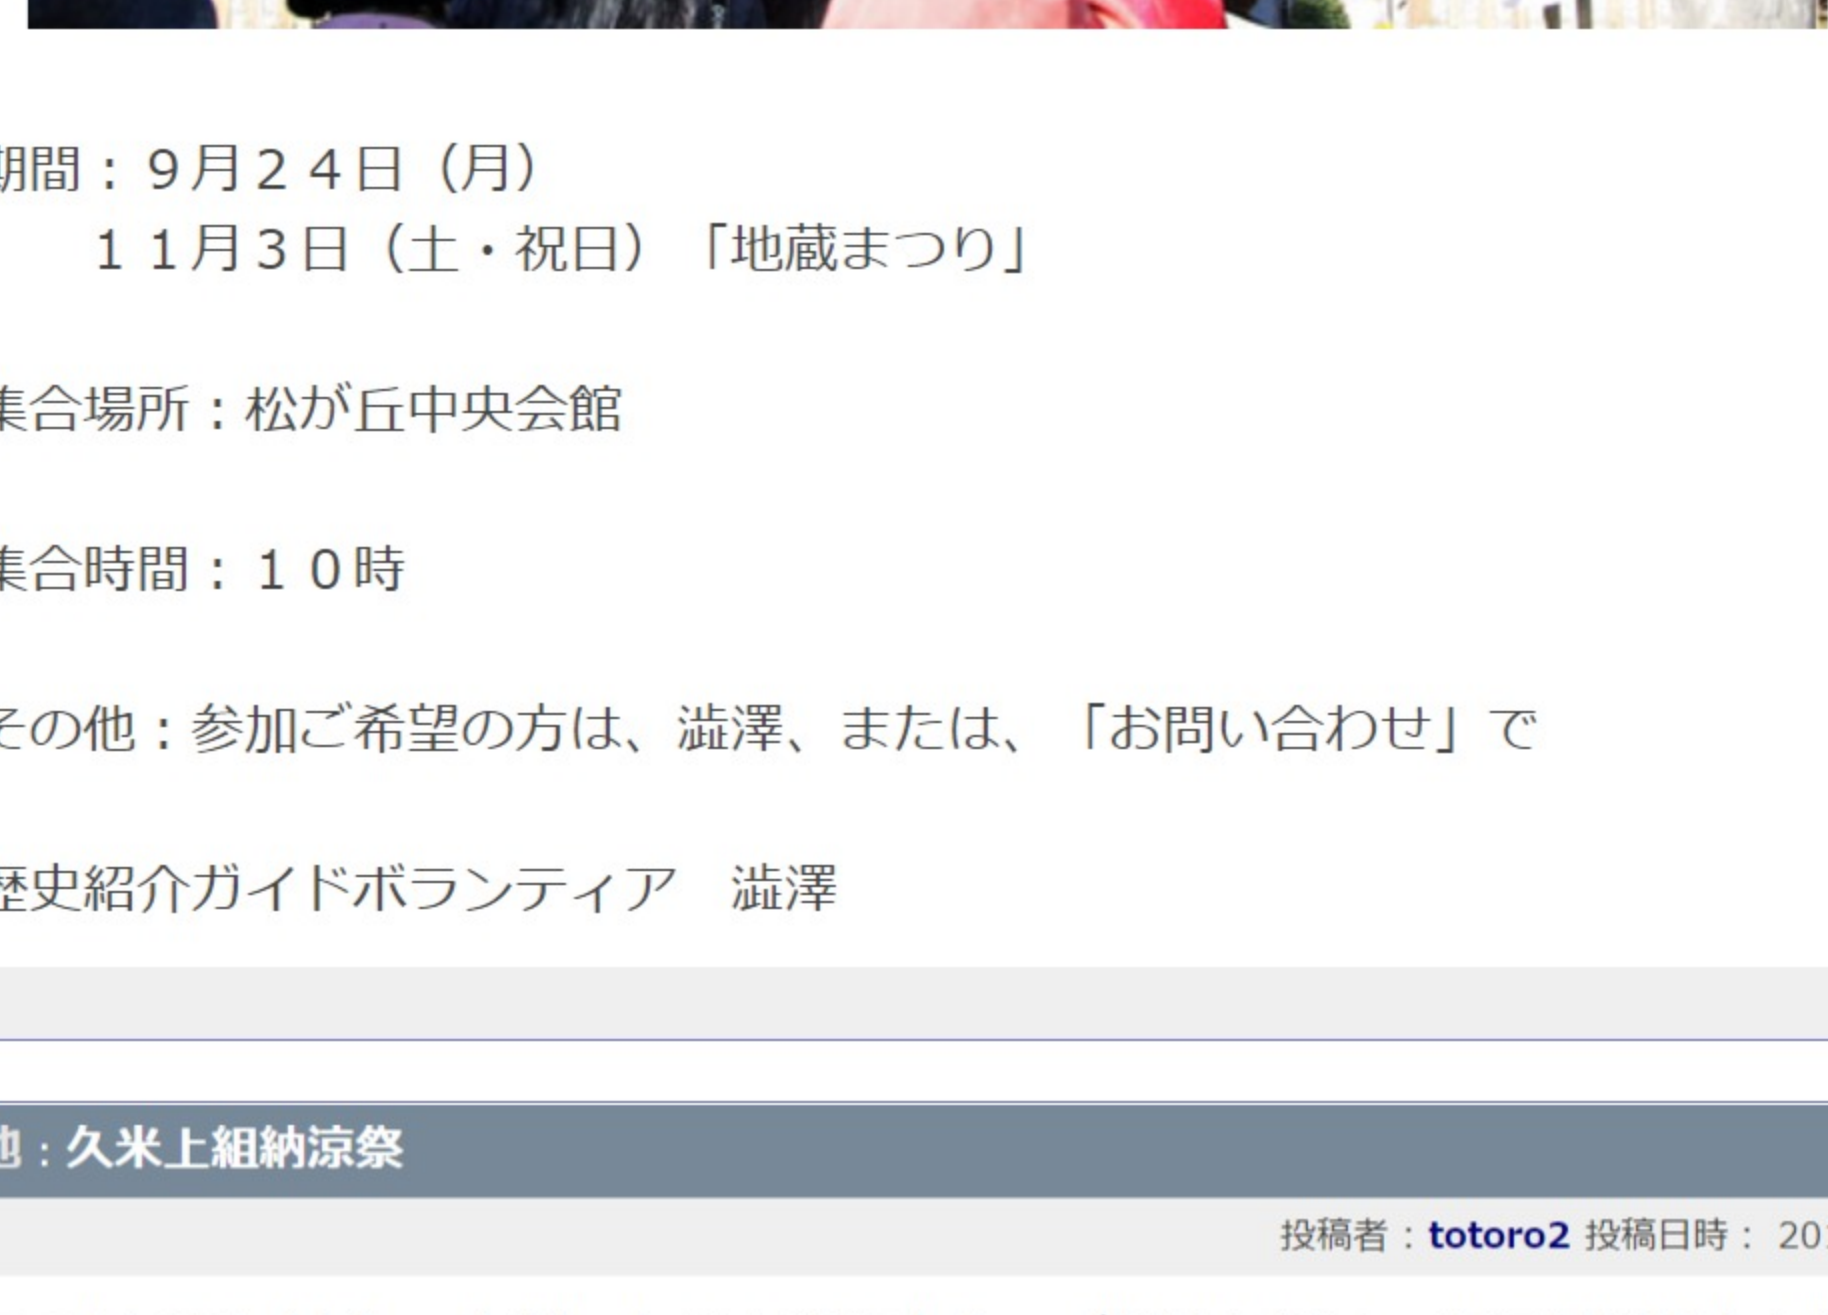 期間：９月２４日（月）
１１月３日（土・祝日）「地蔵まつり」
集合場所：松が丘中央会館
集合時間：１０時
その他：参加ご希望の方は、澁澤、または、「お問い合わせ」で
歴史紹介ガイドボランティア　澁澤
他：久米上組納涼祭
投稿者：totoro2 投稿日時： 201